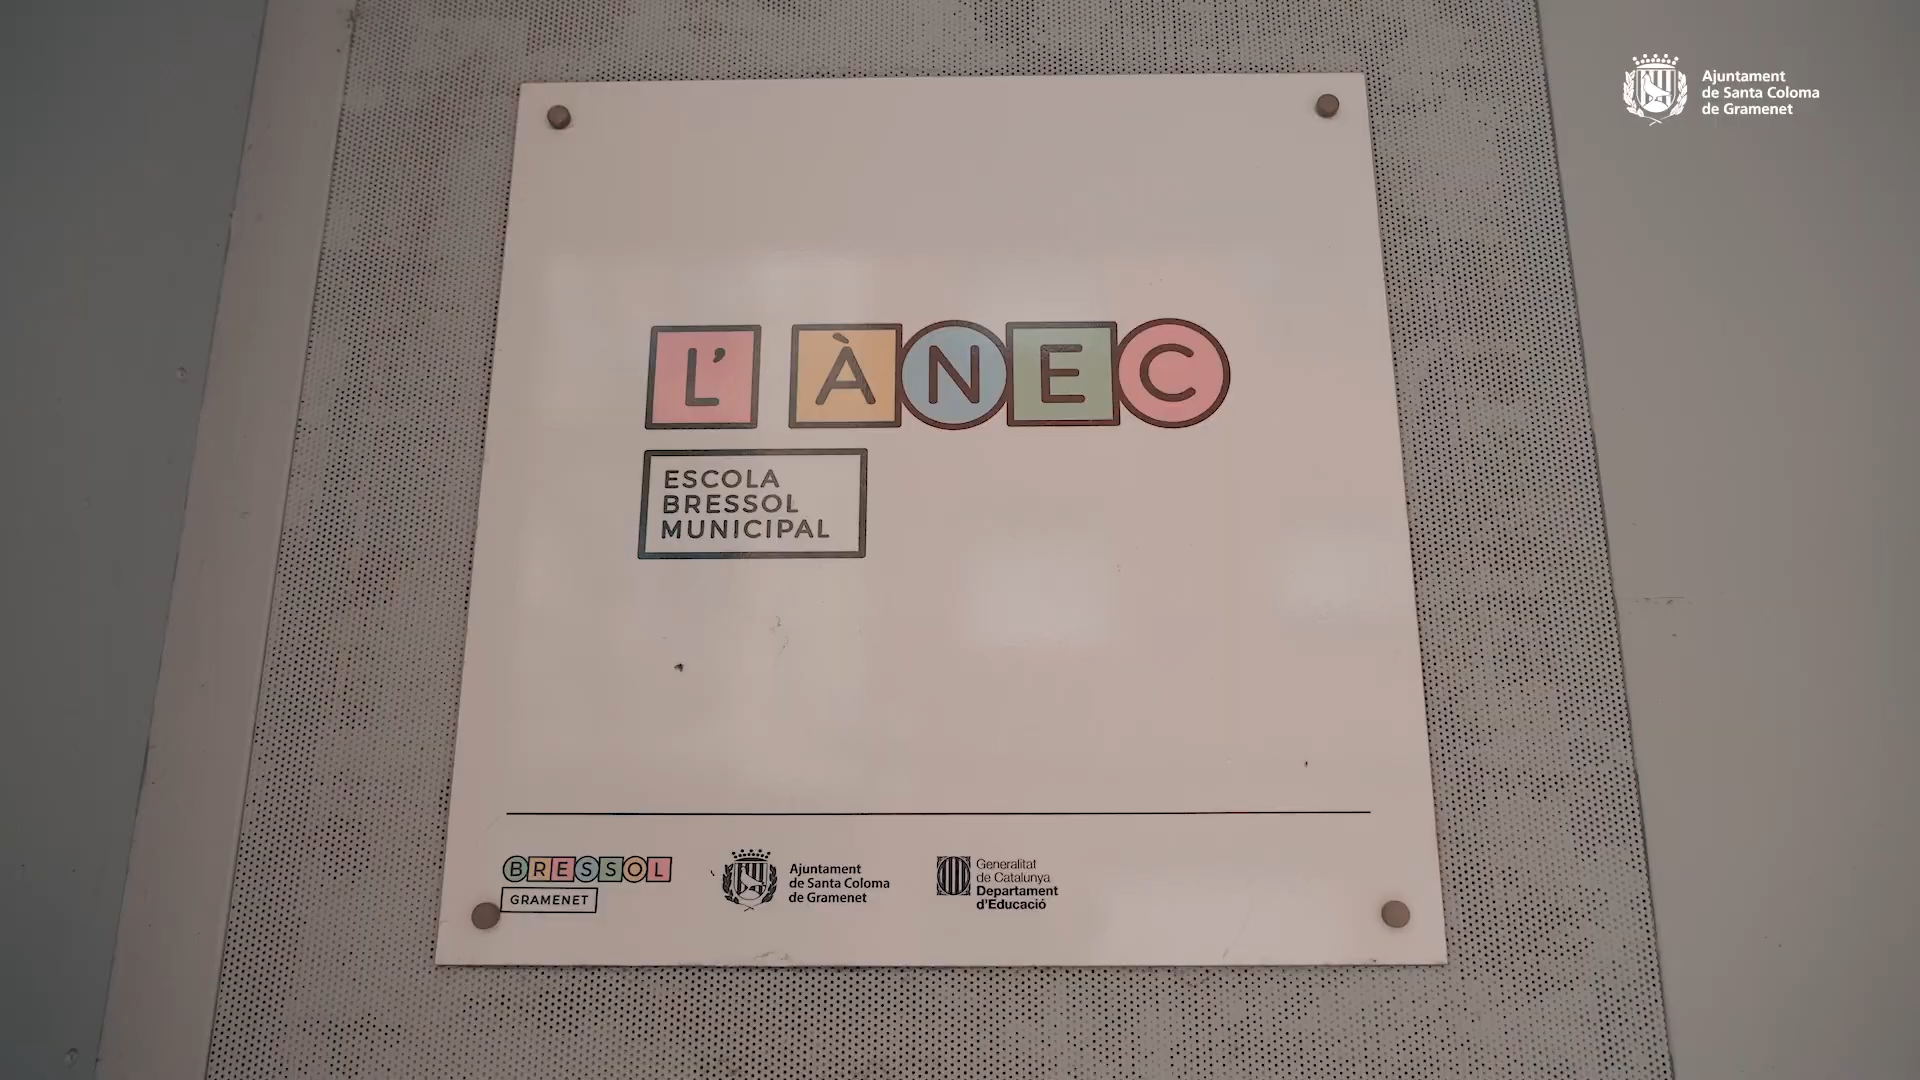 Ajuntament
de Santa Coloma
de Gramenet
L'ÀNEC
ESCOLA
BRESSOL
MUNICIPAL
BRESSOL
GRAMENET
Ajuntament
de Santa Coloma
de Gramenet
Generalitat
de Catalunya
Departament
d'Educació